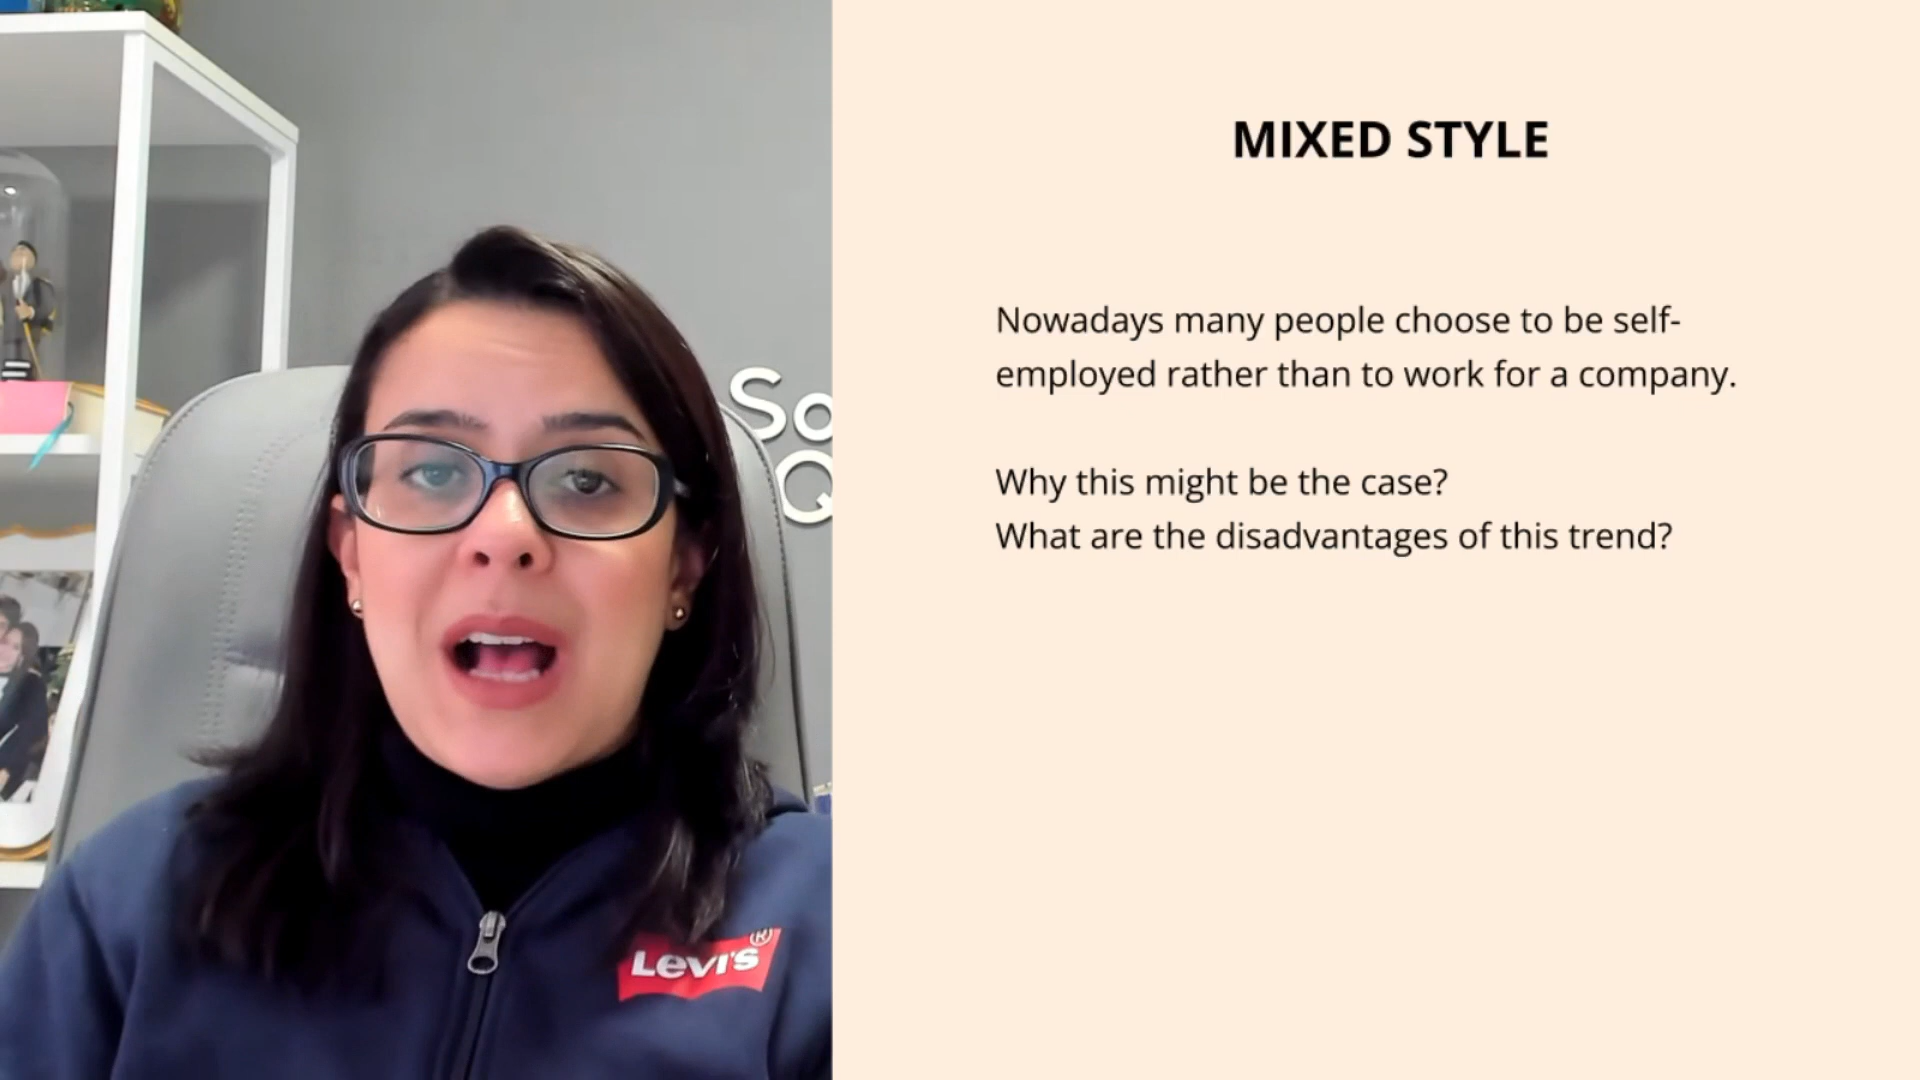 MIXED STYLE
Nowadays many people choose to be self-
employed rather than to work for a company.
Why this might be the case?
What are the disadvantages of this trend?
So
Q
Levi's®